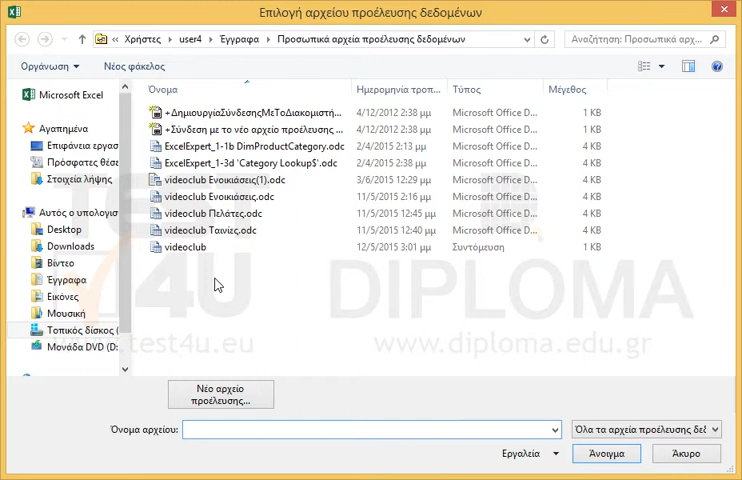 Επιλογή αρχείου προέλευσης δεδομένων
« Χρήστες ▸ user4 ▸ Έγγραφα ▸ Προσωπικά αρχεία προέλευσης δεδομένων
Αναζήτηση: Προσωπικά αρχ...
Οργάνωση Νέος φάκελος
Όνομα Ημερομηνία τροπ... Τύπος Μέγεθος
Microsoft Excel
Αγαπημένα
Επιφάνεια εργασ
Πρόσφατες θέσε
Στοιχεία λήψης
Αυτός ο υπολογισ
Desktop
Downloads
Βίντεο
Έγγραφα
Εικόνες
Μουσική
Τοπικός δίσκος (
Μονάδα DVD (D:
+ΔημιουργίαΣύνδεσηςΜεΤοΔιακομιστή... 4/12/2012 2:38 μμ Microsoft Office D... 1 KB
+Σύνδεση με το νέο αρχείο προέλευσης ... 4/12/2012 2:38 μμ Microsoft Office D... 1 KB
ExcelExpert_1-1b DimProductCategory.odc 2/4/2015 2:13 μμ Microsoft Office D... 4 KB
ExcelExpert_1-3d 'Category Lookup$'.odc 2/4/2015 2:38 μμ Microsoft Office D... 4 KB
videoclub Ενοικιάσεις(1).odc 3/6/2015 12:29 μμ Microsoft Office D... 4 KB
videoclub Ενοικιάσεις.odc 11/5/2015 2:16 μμ Microsoft Office D... 4 KB
videoclub Πελάτες.odc 11/5/2015 12:45 μμ Microsoft Office D... 4 KB
videoclub Ταινίες.odc 11/5/2015 12:40 μμ Microsoft Office D... 4 KB
videoclub 12/5/2015 3:01 μμ Συντόμευση 1 KB
TEST
4U DIPLOMA
www.test4u.eu www.diploma.edu.gr
Νέο αρχείο
προέλευσης...
Όνομα αρχείου:
Όλα τα αρχεία προέλευσης δεδ
Εργαλεία Άνοιγμα Άκυρο